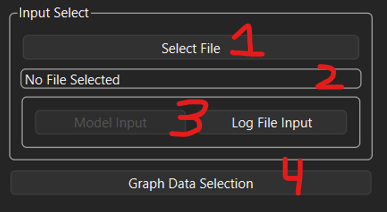 Input Select
Select File 1
No File Selected 2
Model Input 3 Log File Input
Graph Data Selection 4